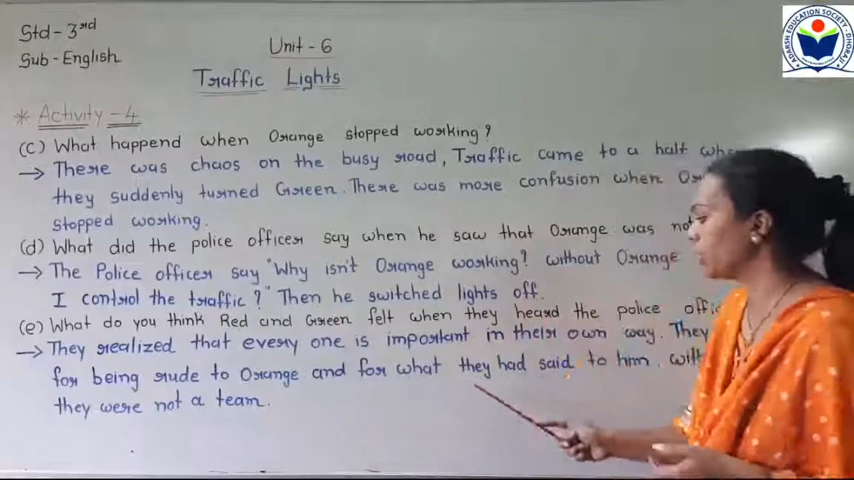 Std - 3rd
Sub - English
Unit - 6
Traffic Lights
* Activity - 4
(c) What happend when Orange stopped working?
→ There was chaos on the busy road, Traffic came to a halt when
they suddenly turned Green. There was more confusion when
stopped working.
(d) What did the police officer say when he saw that Orange was
→ The Police officer say "Why isn't Orange working? without Orange
I control the traffic?" Then he switched lights off.
(e) What do you think Red and Green felt when they heard the police
→ They realized that every one is important in their own way. They
for being rude to Orange and for what they had said to him.
they were not a team.
ADARSH EDUCATION SOCIETY - DHORAJI